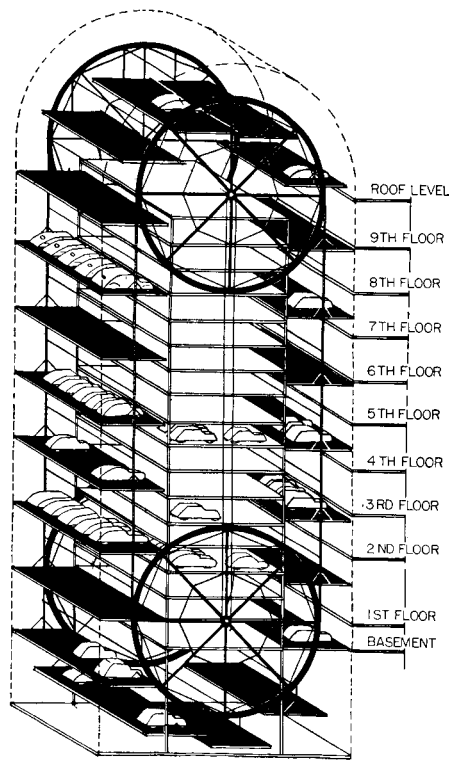 ROOF LEVEL
9TH FLOOR
8TH FLOOR
7TH FLOOR
6TH FLOOR
5TH FLOOR
4TH FLOOR
3RD FLOOR
2ND FLOOR
1ST FLOOR
BASEMENT